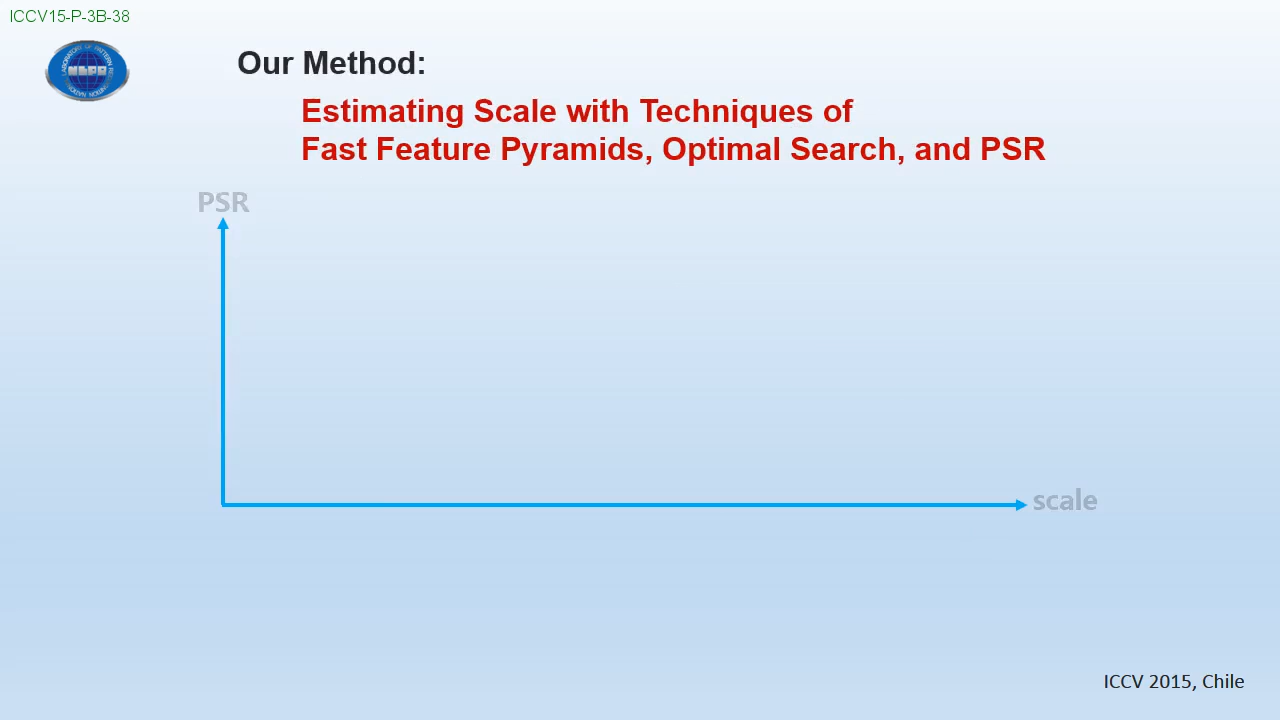 ICCV15-P-3B-38
Our Method:
Estimating Scale with Techniques of
Fast Feature Pyramids, Optimal Search, and PSR
PSR
scale
ICCV 2015, Chile